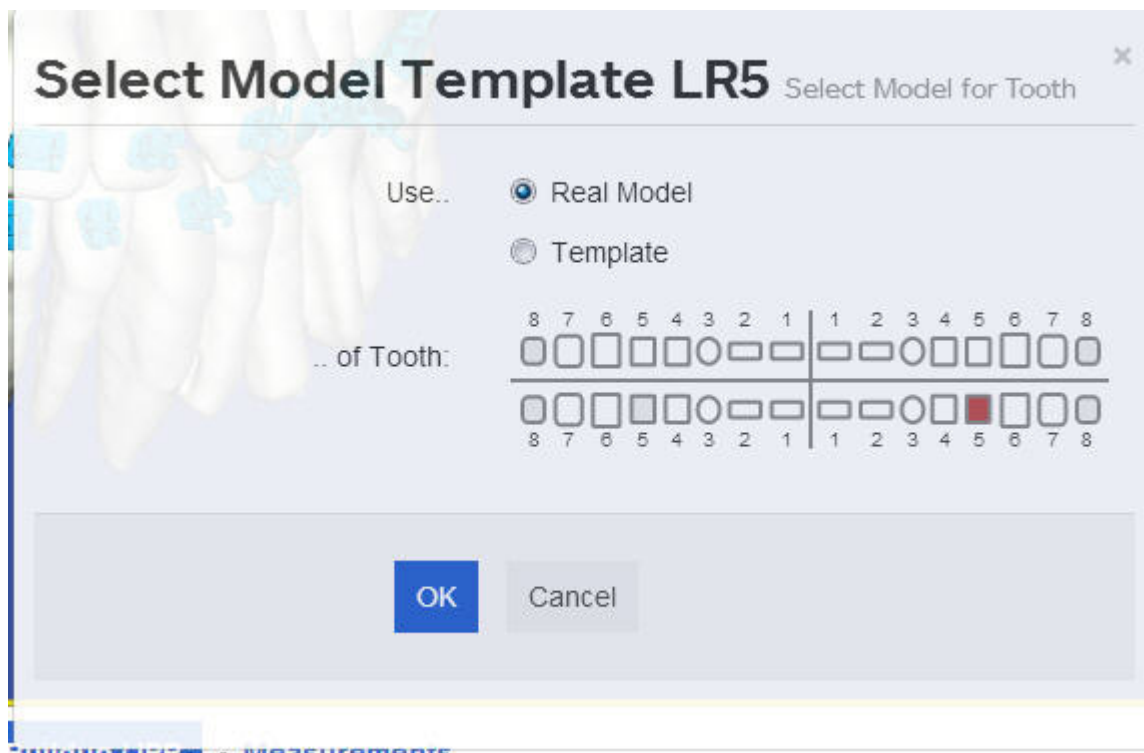 Select Model Template LR5 Select Model for Tooth ×
Use.. Real Model
Template
8 7 6 5 4 3 2 1 1 2 3 4 5 6 7 8
.. of Tooth:
8 7 6 5 4 3 2 1 1 2 3 4 5 6 7 8
OK Cancel
Measurements